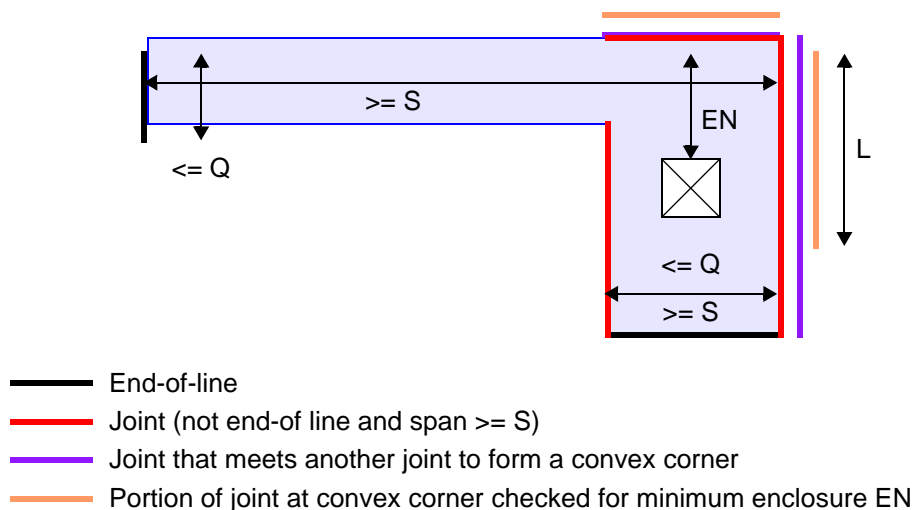 >= S
EN
L
<= Q
<= Q
>= S
End-of-line
Joint (not end-of line and span >= S)
Joint that meets another joint to form a convex corner
Portion of joint at convex corner checked for minimum enclosure EN